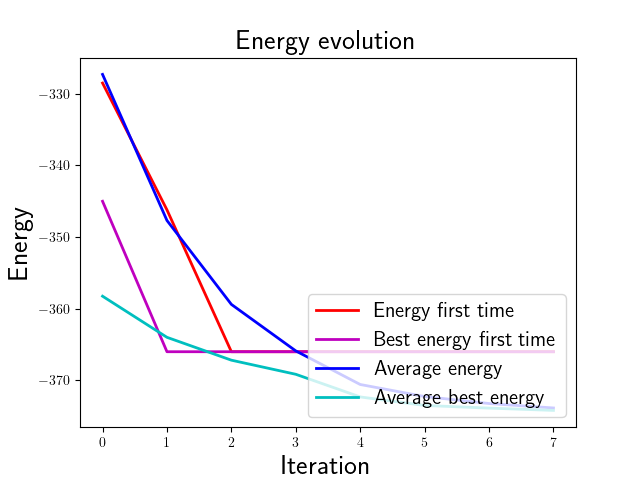 Energy evolution
Energy
−330
−340
−350
−360
−370
Energy first time
Best energy first time
Average energy
Average best energy
0 1 2 3 4 5 6 7
Iteration